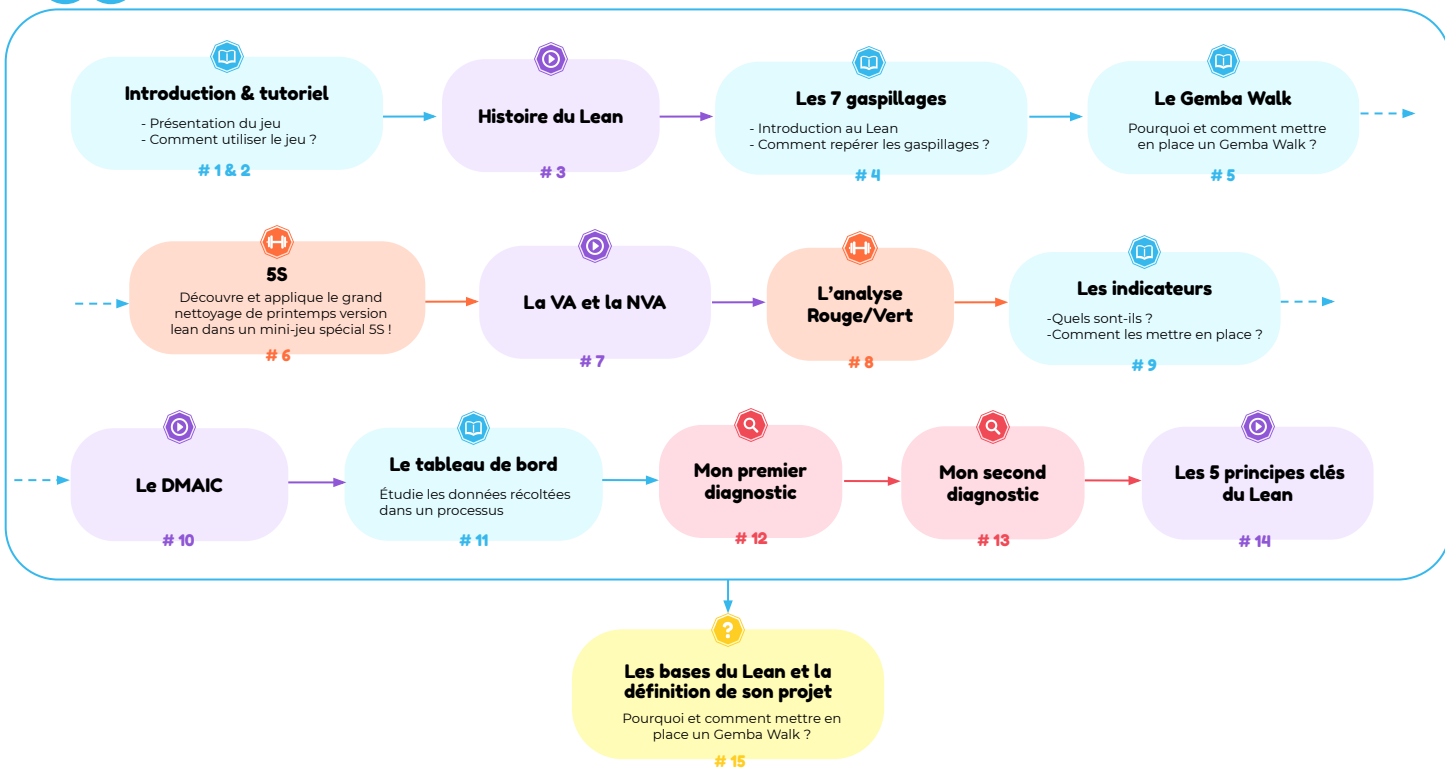 Introduction & tutoriel
- Présentation du jeu
- Comment utiliser le jeu ?
# 1 & 2
Histoire du Lean
# 3
Les 7 gaspillages
- Introduction au Lean
- Comment repérer les gaspillages ?
# 4
Le Gemba Walk
Pourquoi et comment mettre
en place un Gemba Walk ?
# 5
5S
Découvre et applique le grand
nettoyage de printemps version
lean dans un mini-jeu spécial 5S !
# 6
La VA et la NVA
# 7
L'analyse
Rouge/Vert
# 8
Les indicateurs
-Quels sont-ils ?
-Comment les mettre en place ?
# 9
Le DMAIC
# 10
Le tableau de bord
Étudie les données récoltées
dans un processus
# 11
Mon premier
diagnostic
# 12
Mon second
diagnostic
# 13
Les 5 principes clés
du Lean
# 14
?
Les bases du Lean et la
définition de son projet
Pourquoi et comment mettre en
place un Gemba Walk ?
# 15